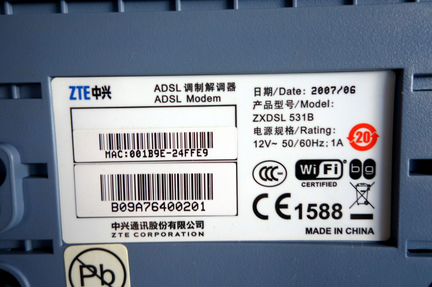 ZTE中兴
ADSL 调制解调器
ADSL Modem
MAC:001B9E-24FFE9
B09A76400201
中兴通讯股份有限公司
ZTE CORPORATION
日期/Date: 2007/06
产品型号/Model:
ZXDSL 531B
电源规格/Rating:
12V~ 50/60Hz; 1A
20
CCC
Wi Fi
CERTIFIED
b g
CE 1588
MADE IN CHINA
Pb